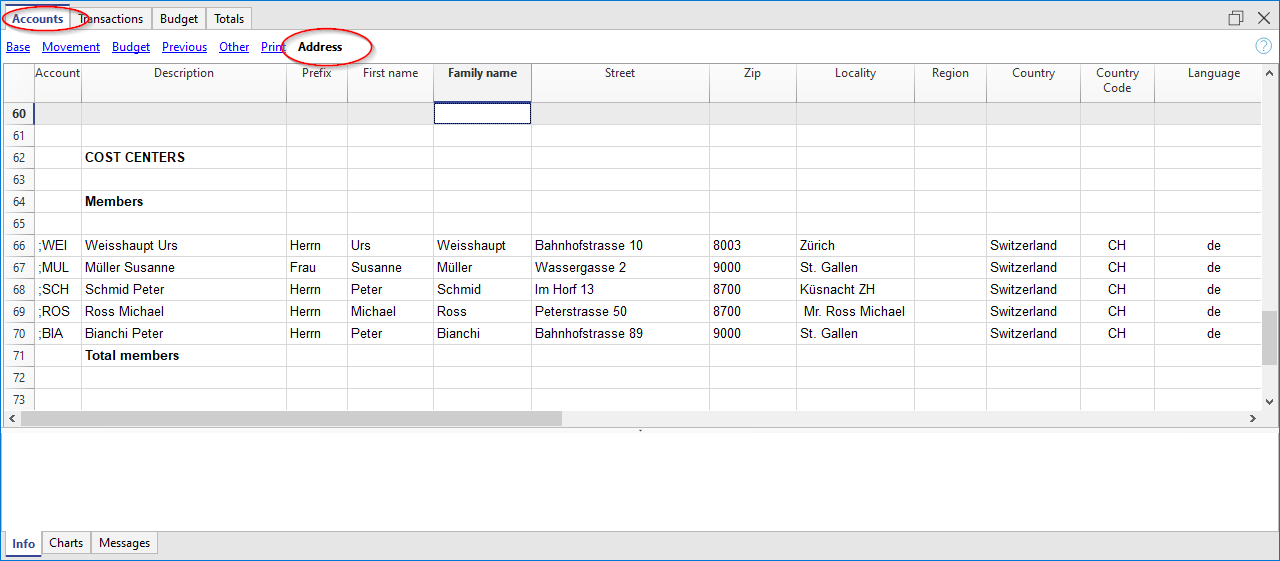 Accounts Transactions Budget Totals
Base Movement Budget Previous Other Print Address
Account Description Prefix First name Family name Street Zip Locality Region Country Country Code Language
60
61
62 COST CENTERS
63
64 Members
65
66 ;WEI Weisshaupt Urs Herrn Urs Weisshaupt Bahnhofstrasse 10 8003 Zürich Switzerland CH de
67 ;MUL Müller Susanne Frau Susanne Müller Wassergasse 2 9000 St. Gallen Switzerland CH de
68 ;SCH Schmid Peter Herrn Peter Schmid Im Horf 13 8700 Küsnacht ZH Switzerland CH de
69 ;ROS Ross Michael Herrn Michael Ross Peterstrasse 50 8700 Mr. Ross Michael Switzerland CH de
70 ;BIA Bianchi Peter Herrn Peter Bianchi Bahnhofstrasse 89 9000 St. Gallen Switzerland CH de
71 Total members
72
73
Info Charts Messages